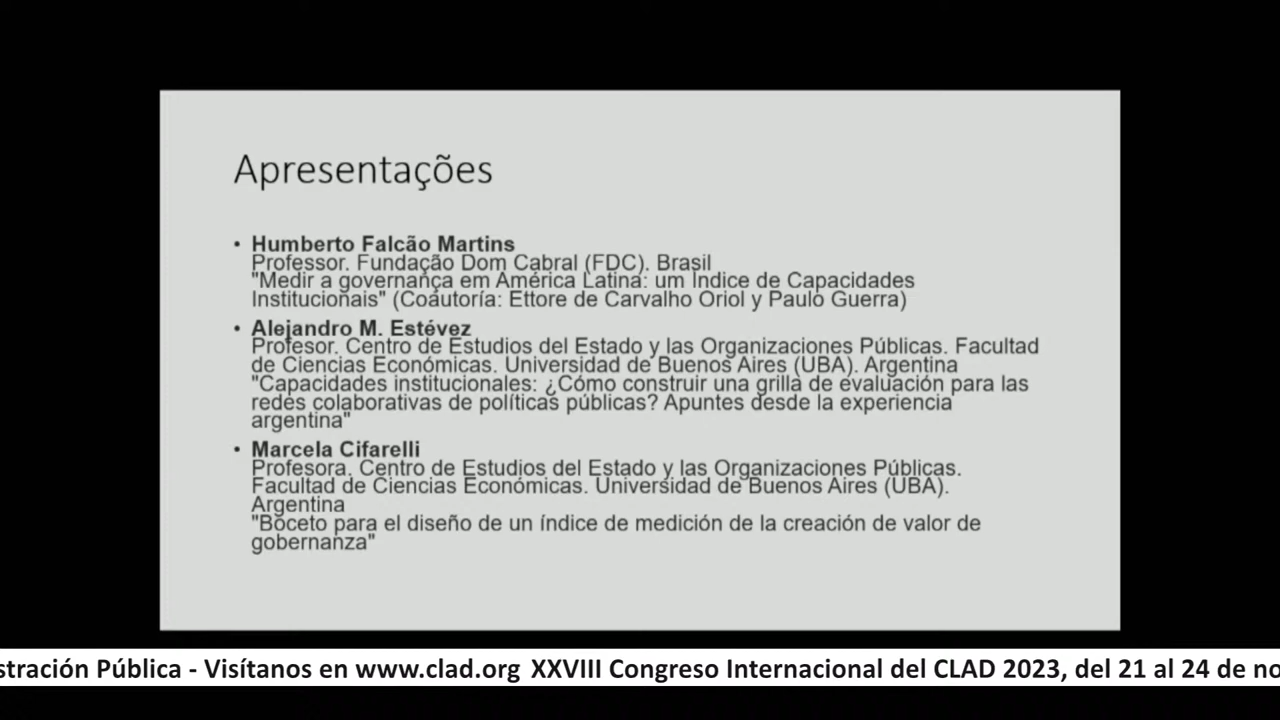 Apresentações
• Humberto Falcão Martins
Professor. Fundação Dom Cabral (FDC). Brasil
"Medir a governança em América Latina: um Índice de Capacidades
Institucionais" (Coautoría: Ettore de Carvalho Oriol y Paulo Guerra)
• Alejandro M. Estévez
Profesor. Centro de Estudios del Estado y las Organizaciones Públicas. Facultad
de Ciencias Económicas. Universidad de Buenos Aires (UBA). Argentina
"Capacidades institucionales: ¿Cómo construir una grilla de evaluación para las
redes colaborativas de políticas públicas? Apuntes desde la experiencia
argentina"
• Marcela Cifarelli
Profesora. Centro de Estudios del Estado y las Organizaciones Públicas.
Facultad de Ciencias Económicas. Universidad de Buenos Aires (UBA).
Argentina
"Boceto para el diseño de un índice de medición de la creación de valor de
gobernanza"
stración Pública - Visítanos en www.clad.org XXVIII Congreso Internacional del CLAD 2023, del 21 al 24 de no